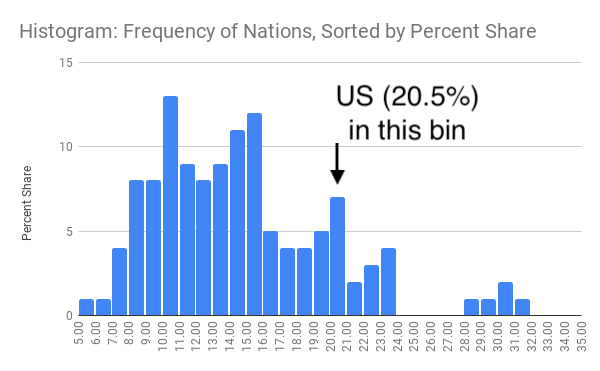 Histogram: Frequency of Nations, Sorted by Percent Share
15
US (20.5%)
in this bin
10
Percent Share
5
0
5.00 6.00 7.00 8.00 9.00 10.00 11.00 12.00 13.00 14.00 15.00 16.00 17.00 18.00 19.00 20.00 21.00 22.00 23.00 24.00 25.00 26.00 27.00 28.00 29.00 30.00 31.00 32.00 33.00 34.00 35.00